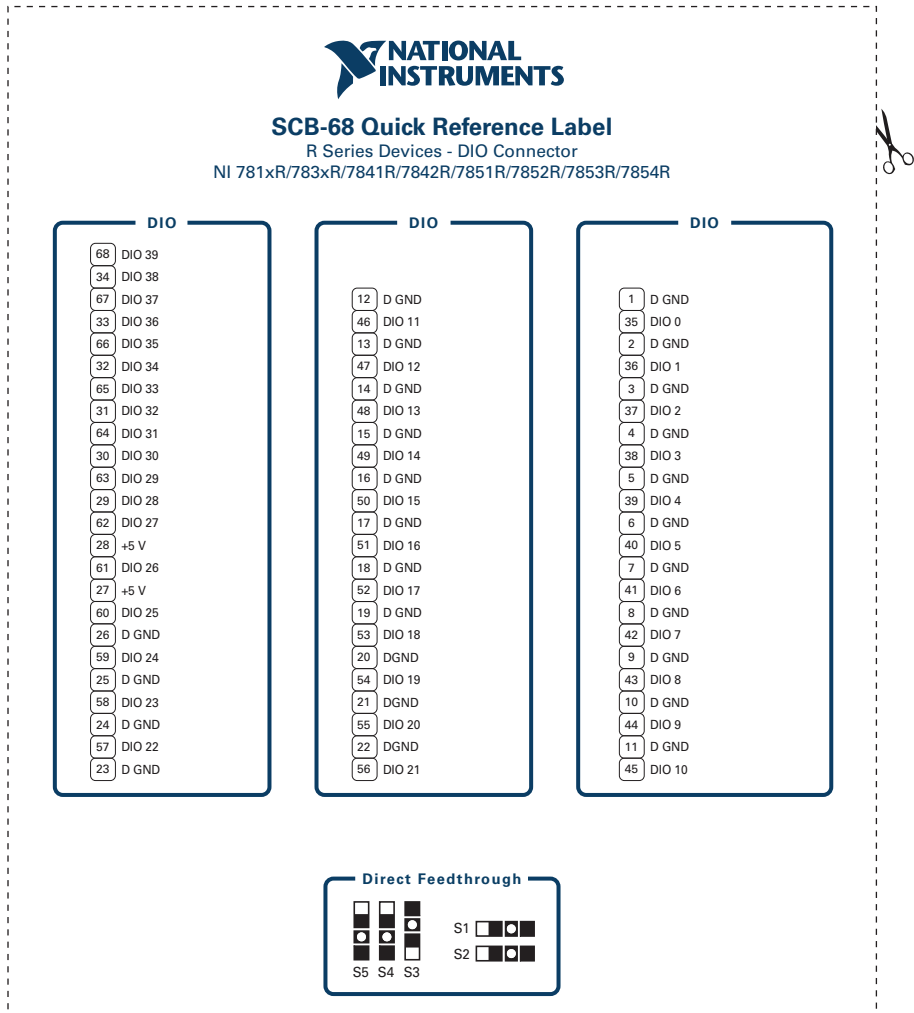 NATIONAL
INSTRUMENTS
SCB-68 Quick Reference Label
R Series Devices - DIO Connector
NI 781xR/783xR/7841R/7842R/7851R/7852R/7853R/7854R
DIO
68 DIO 39
34 DIO 38
67 DIO 37
33 DIO 36
66 DIO 35
32 DIO 34
65 DIO 33
31 DIO 32
64 DIO 31
30 DIO 30
63 DIO 29
29 DIO 28
62 DIO 27
28 +5 V
61 DIO 26
27 +5 V
60 DIO 25
26 D GND
59 DIO 24
25 D GND
58 DIO 23
24 D GND
57 DIO 22
23 D GND
DIO
12 D GND
46 DIO 11
13 D GND
47 DIO 12
14 D GND
48 DIO 13
15 D GND
49 DIO 14
16 D GND
50 DIO 15
17 D GND
51 DIO 16
18 D GND
52 DIO 17
19 D GND
53 DIO 18
20 DGND
54 DIO 19
21 DGND
55 DIO 20
22 DGND
56 DIO 21
DIO
1 D GND
35 DIO 0
2 D GND
36 DIO 1
3 D GND
37 DIO 2
4 D GND
38 DIO 3
5 D GND
39 DIO 4
6 D GND
40 DIO 5
7 D GND
41 DIO 6
8 D GND
42 DIO 7
9 D GND
43 DIO 8
10 D GND
44 DIO 9
11 D GND
45 DIO 10
Direct Feedthrough
S5 S4 S3
S1
S2